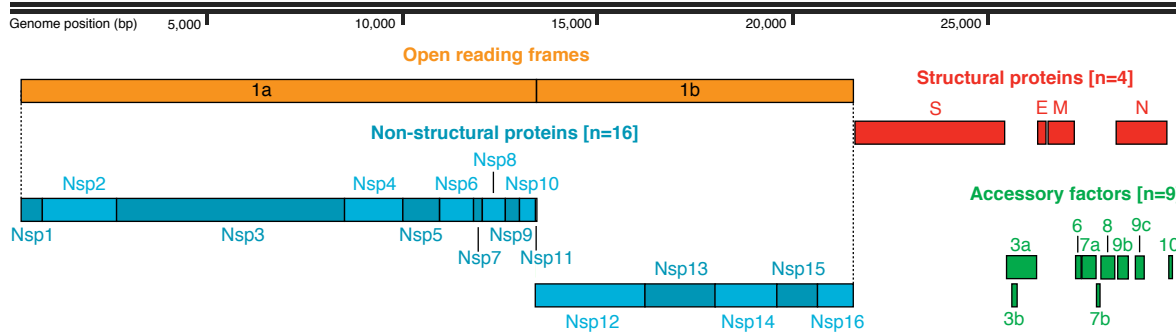 Genome position (bp) 5,000 10,000 15,000 20,000 25,000
Open reading frames
1a 1b
Structural proteins [n=4]
S E M N
Non-structural proteins [n=16]
Nsp8
Nsp2 Nsp4 Nsp6 Nsp10
Nsp1 Nsp3 Nsp5 Nsp9
Nsp7 Nsp11
Nsp13 Nsp15
Nsp12 Nsp14 Nsp16
Accessory factors [n=9
6 8 9c
3a 7a 9b 10
3b 7b